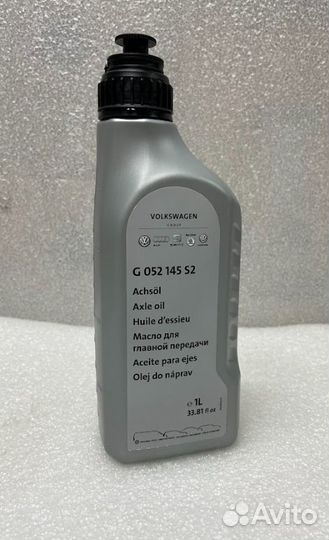 VOLKSWAGEN
GROUP
G 052 145 S2
Achsöl
Axle oil
Huile d'essieu
Масло для
главной передачи
Aceite para ejes
Olej do náprav
℮ 1L
33.81 fl oz
Avito